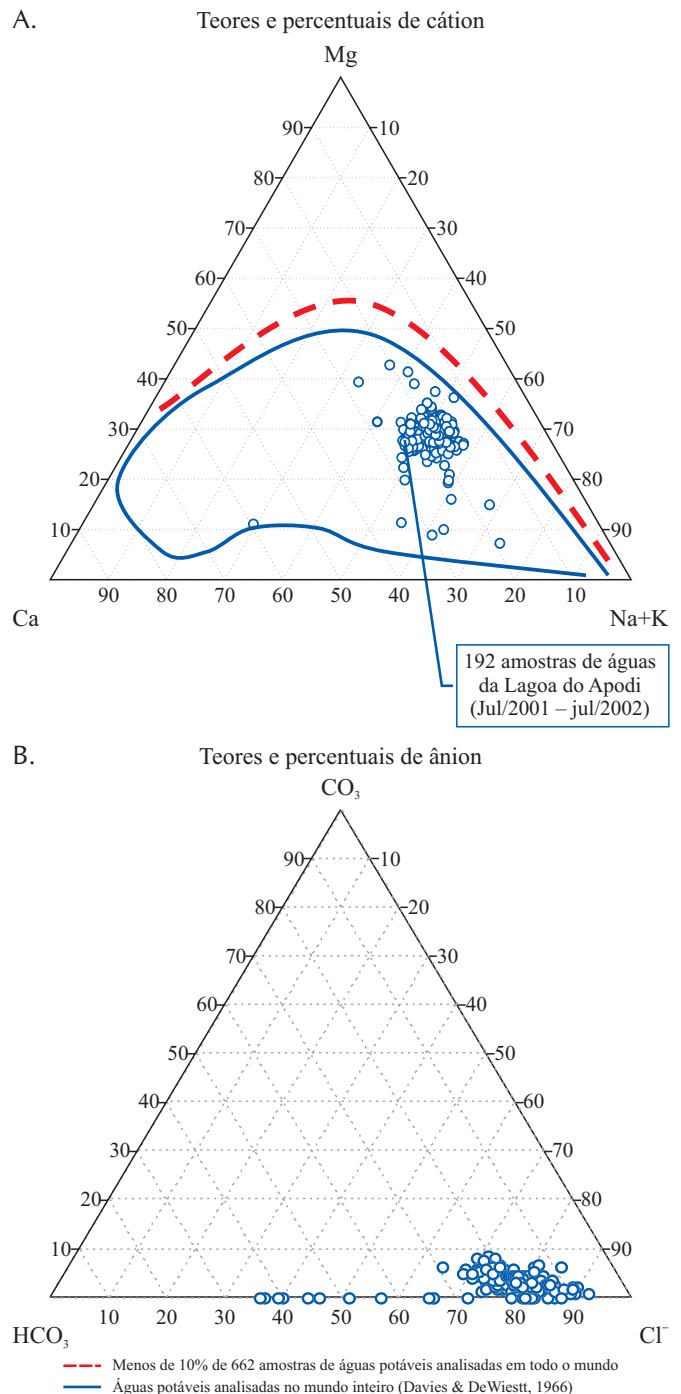 A.
Teores e percentuais de cátion
Mg
90 10
80 20
70 30
60 40
50 50
40 60
30 70
20 80
10 90
90 80 70 60 50 40 30 20 10
Ca Na+K
192 amostras de águas
da Lagoa do Apodi
(Jul/2001 – jul/2002)
B.
Teores e percentuais de ânion
CO₃
90 10
80 20
70 30
60 40
50 50
40 60
30 70
20 80
10 90
10 20 30 40 50 60 70 80 90
HCO₃ Cl⁻
Menos de 10% de 662 amostras de águas potáveis analisadas em todo o mundo
Águas potáveis analisadas no mundo inteiro (Davies & DeWiestt, 1966)